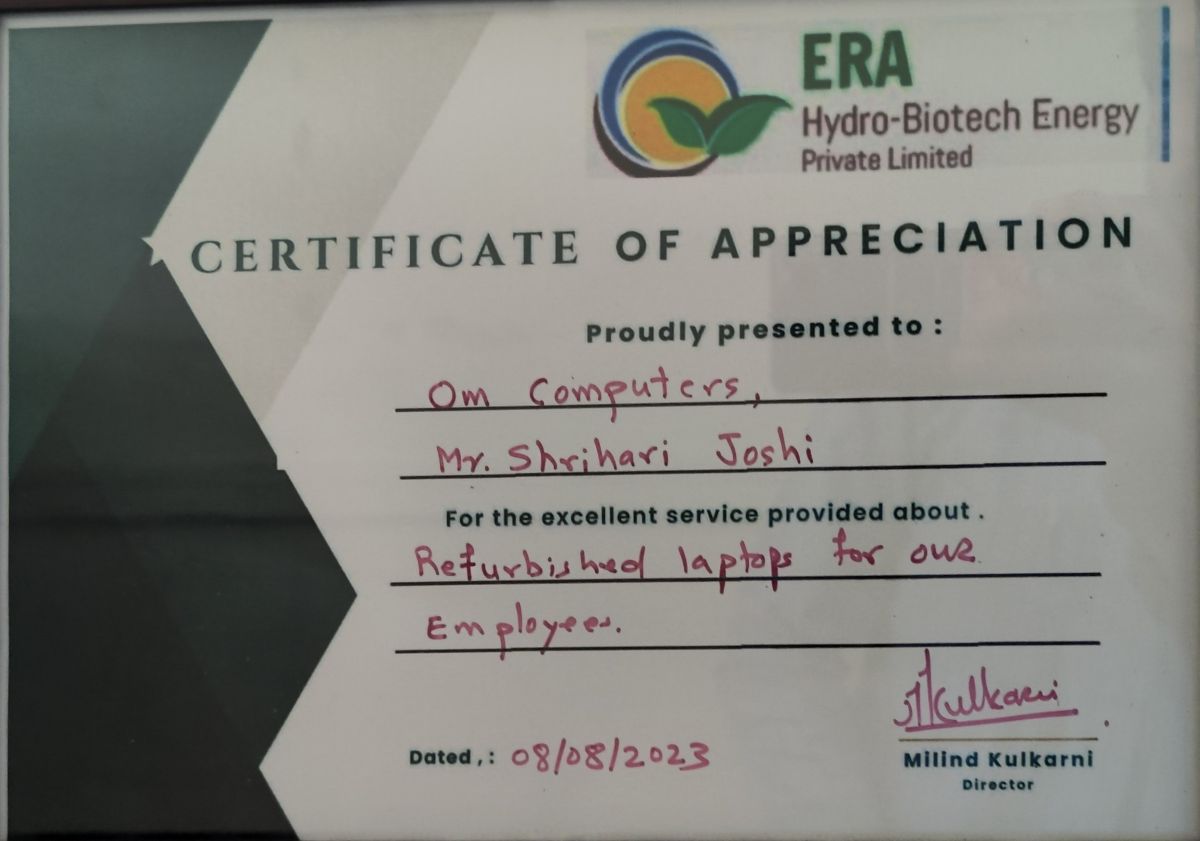 ERA
Hydro-Biotech Energy
Private Limited
CERTIFICATE OF APPRECIATION
Proudly presented to :
Om Computers,
Mr. Shrihari Joshi
For the excellent service provided about .
Refurbished laptops for our
Employees.
Kulkarni
Dated,: 08/08/2023
Milind Kulkarni
Director